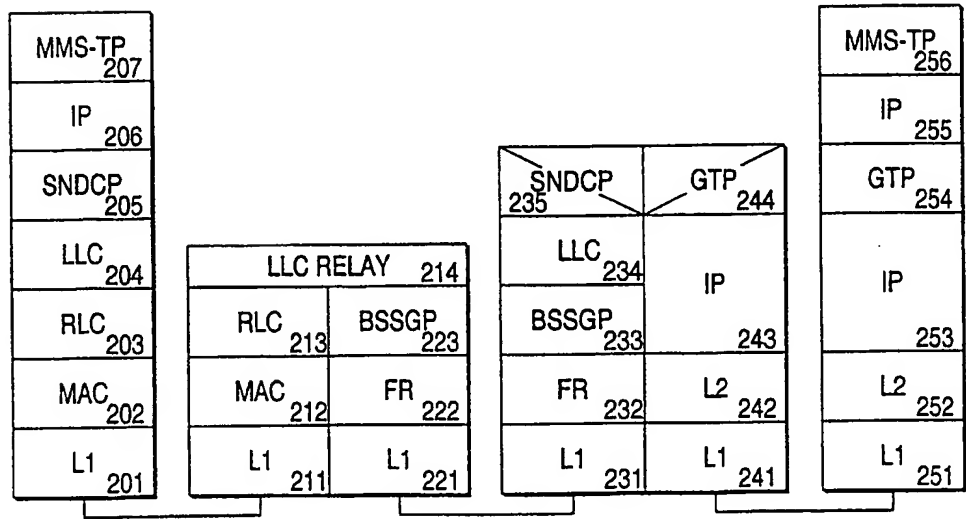 MMS-TP 207
IP 206
SNDCP 205
LLC 204
RLC 203
MAC 202
L1 201
LLC RELAY 214
RLC 213
BSSGP 223
MAC 212
FR 222
L1 211
L1 221
SNDCP 235
GTP 244
LLC 234
IP 243
BSSGP 233
FR 232
L2 242
L1 231
L1 241
MMS-TP 256
IP 255
GTP 254
IP 253
L2 252
L1 251